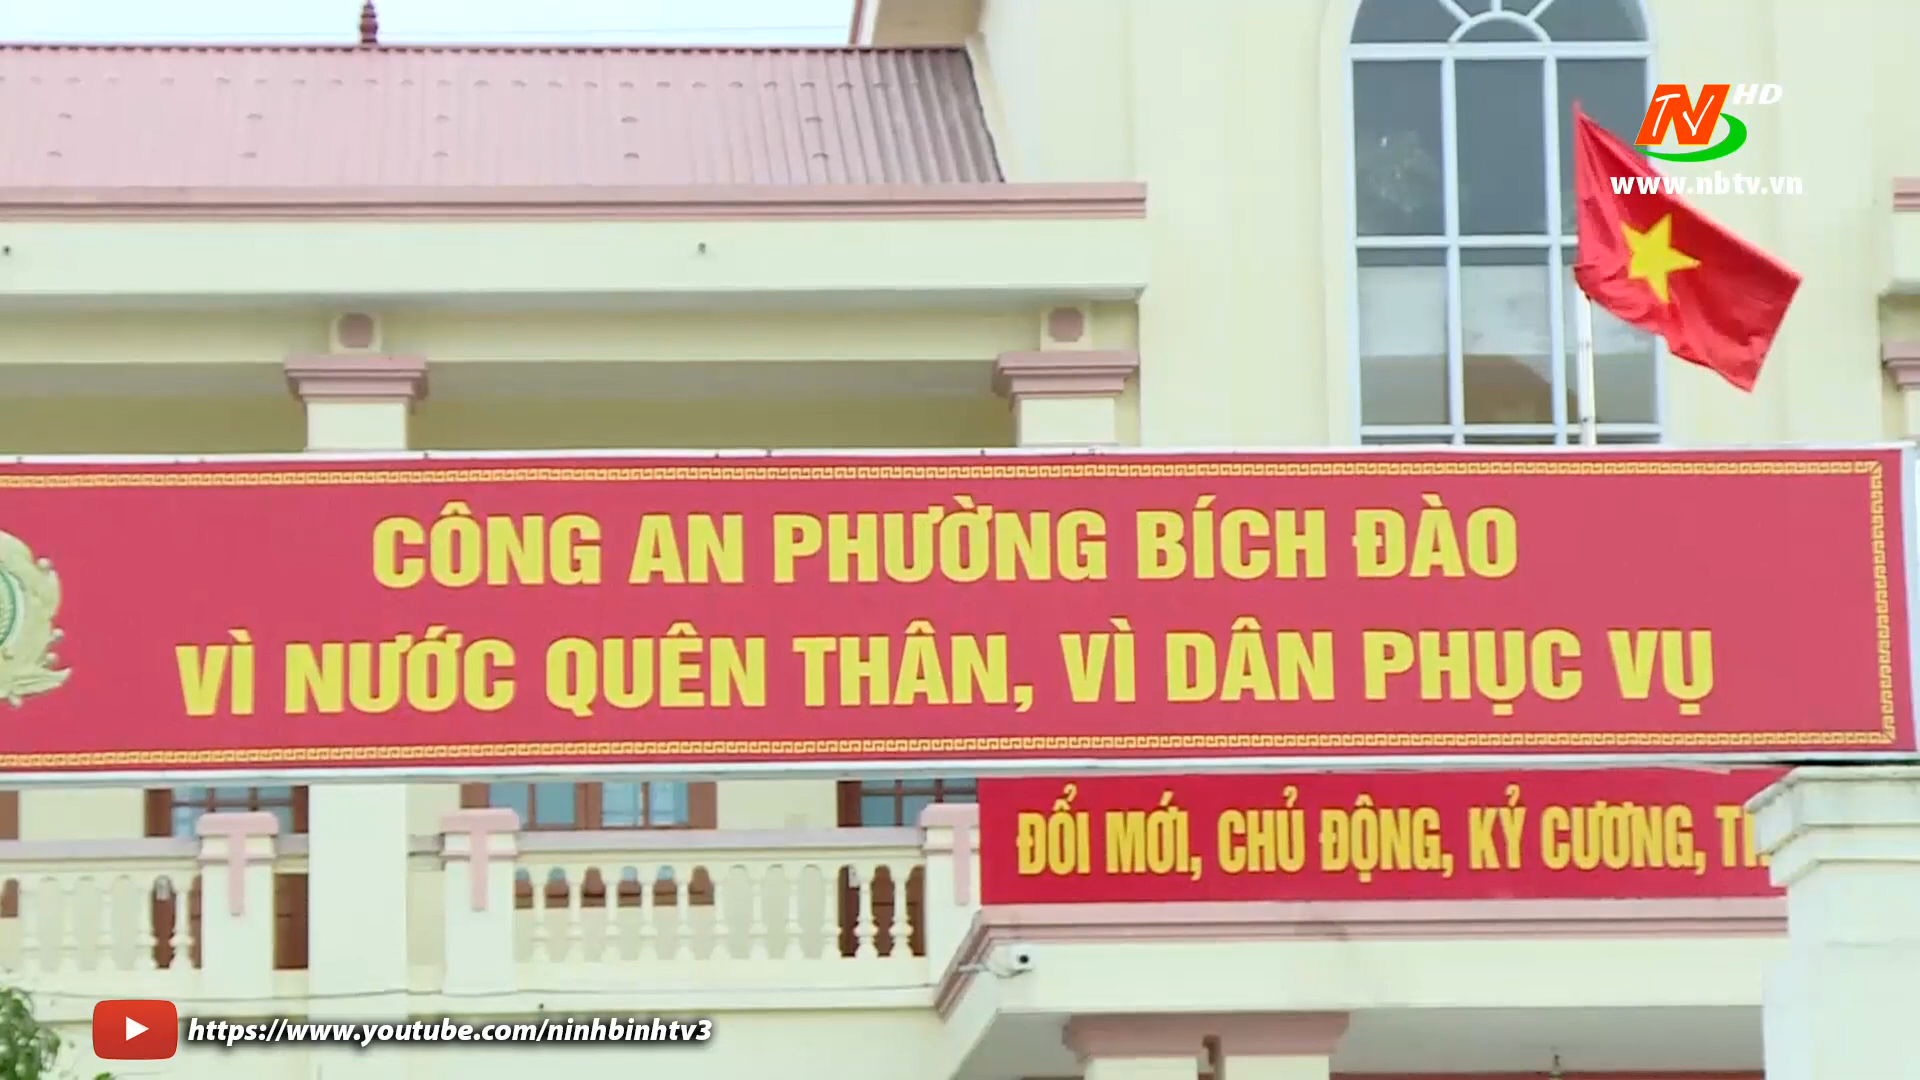 NTV HD
www.nbtv.vn
CÔNG AN PHƯỜNG BÍCH ĐÀO
VÌ NƯỚC QUÊN THÂN, VÌ DÂN PHỤC VỤ
ĐỔI MỚI, CHỦ ĐỘNG, KỶ CƯƠNG,
https://www.youtube.com/ninhbinhtv3